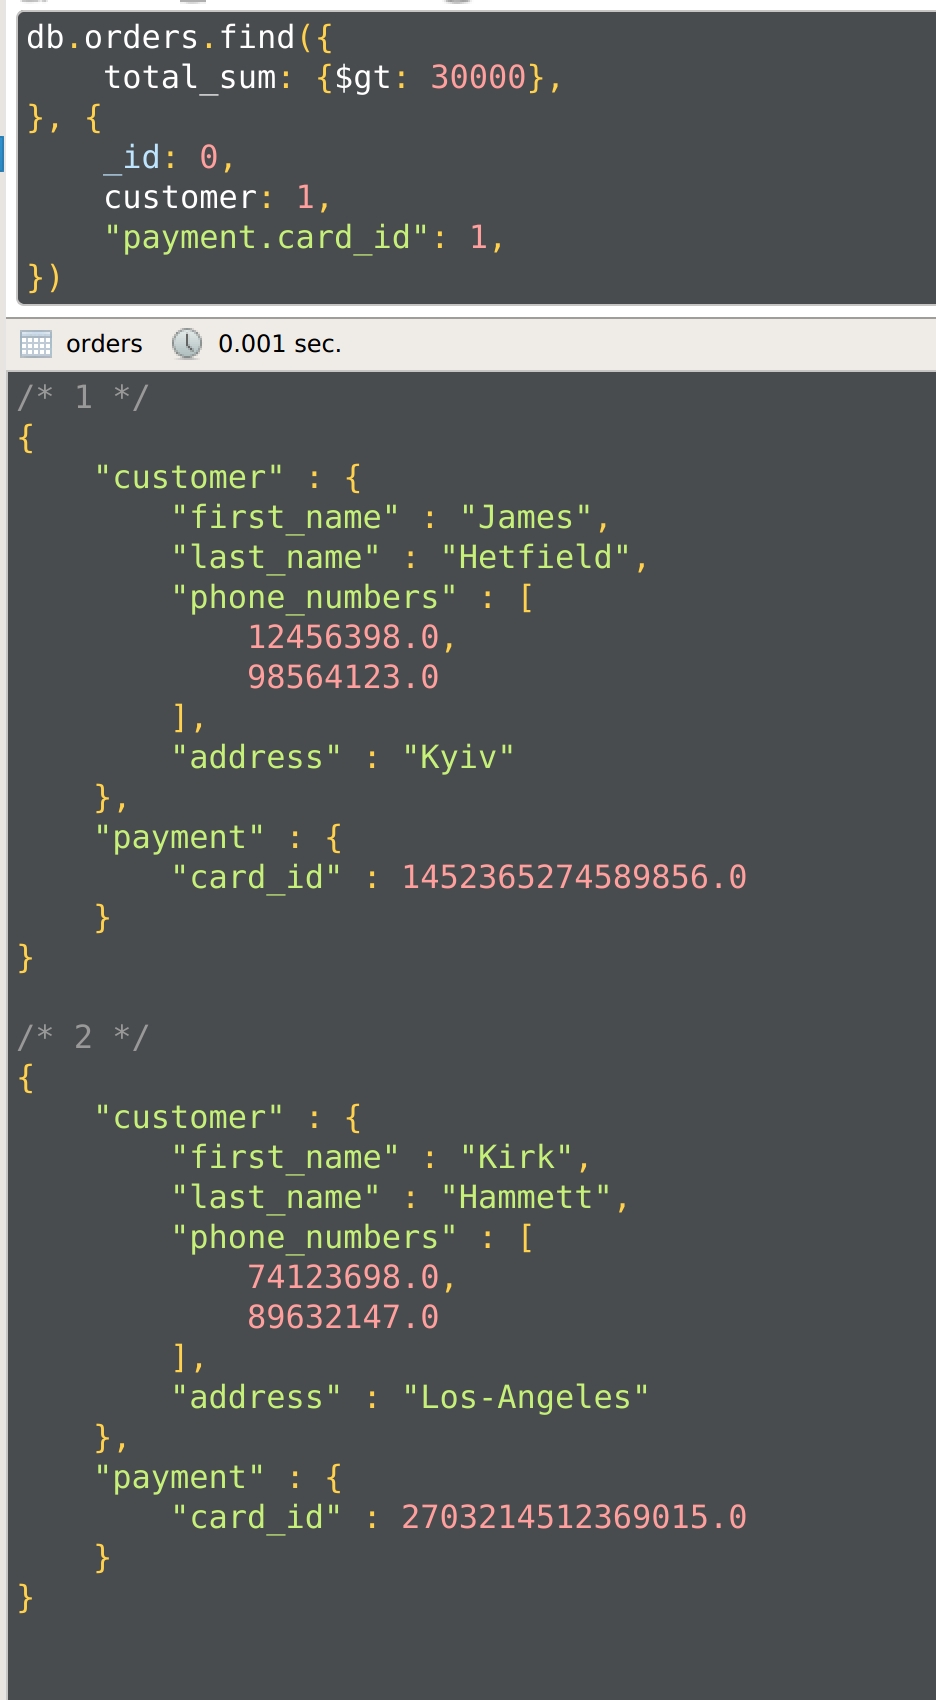 db.orders.find({
    total_sum: {$gt: 30000},
}, {
    _id: 0,
    customer: 1,
    "payment.card_id": 1,
})
orders 0.001 sec.
/* 1 */
{
    "customer" : {
        "first_name" : "James",
        "last_name" : "Hetfield",
        "phone_numbers" : [
            12456398.0,
            98564123.0
        ],
        "address" : "Kyiv"
    },
    "payment" : {
        "card_id" : 1452365274589856.0
    }
}
/* 2 */
{
    "customer" : {
        "first_name" : "Kirk",
        "last_name" : "Hammett",
        "phone_numbers" : [
            74123698.0,
            89632147.0
        ],
        "address" : "Los-Angeles"
    },
    "payment" : {
        "card_id" : 2703214512369015.0
    }
}